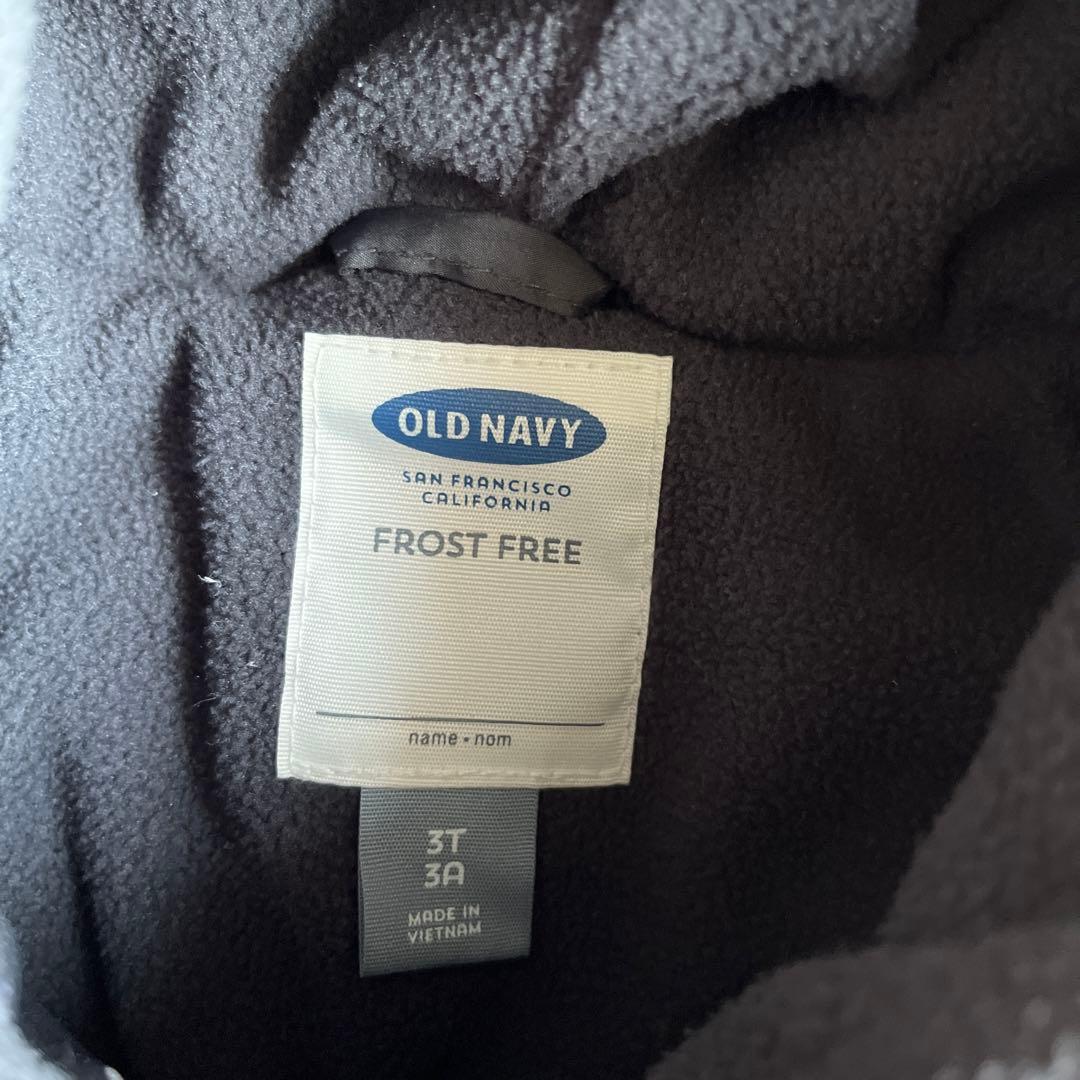 OLD NAVY
SAN FRANCISCO
CALIFORNIA
FROST FREE
name • nom
3T
3A
MADE IN
VIETNAM